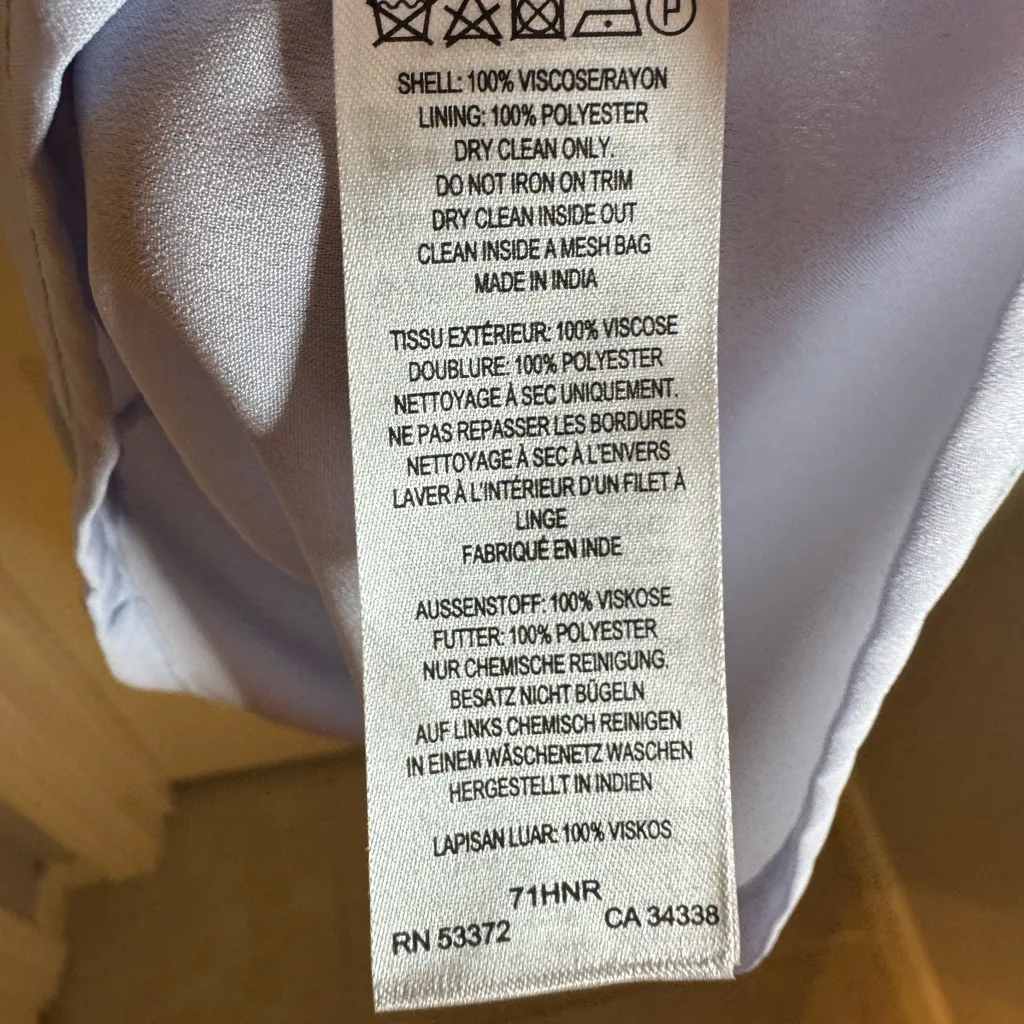 P
SHELL: 100% VISCOSE/RAYON
LINING: 100% POLYESTER
DRY CLEAN ONLY.
DO NOT IRON ON TRIM
DRY CLEAN INSIDE OUT
CLEAN INSIDE A MESH BAG
MADE IN INDIA
TISSU EXTÉRIEUR: 100% VISCOSE
DOUBLURE: 100% POLYESTER
NETTOYAGE À SEC UNIQUEMENT.
NE PAS REPASSER LES BORDURES
NETTOYAGE À SEC À L'ENVERS
LAVER À L'INTÉRIEUR D'UN FILET À
LINGE
FABRIQUÉ EN INDE
AUSSENSTOFF: 100% VISKOSE
FUTTER: 100% POLYESTER
NUR CHEMISCHE REINIGUNG.
BESATZ NICHT BÜGELN
AUF LINKS CHEMISCH REINIGEN
IN EINEM WÄSCHENETZ WASCHEN
HERGESTELLT IN INDIEN
LAPISAN LUAR: 100% VISKOS
71HNR
RN 53372 CA 34338